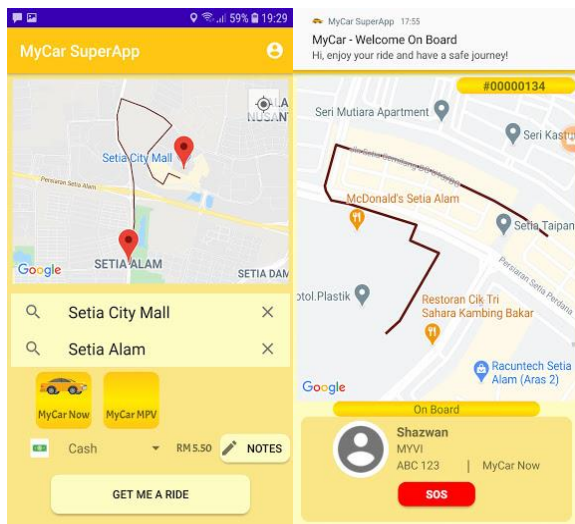 59% 19:29
MyCar SuperApp
Setia City Mall
Persiaran Setia Alam
SETIA ALAM
SETIA DAM
Google
Setia City Mall
Setia Alam
MyCar Now
MyCar MPV
Cash
RM 5.50
NOTES
GET ME A RIDE
MyCar SuperApp 17:55
MyCar - Welcome On Board
Hi, enjoy your ride and have a safe journey!
#00000134
Seri Mutiara Apartment
Seri Kastu
McDonald's Setia Alam
Setia Taipan
Persiaran Setia Perdana
otol.Plastik
Restoran Cik Tri
Sahara Kambing Bakar
Racuntech Setia
Alam (Aras 2)
Google
On Board
Shazwan
MYVI
ABC 123 | MyCar Now
SOS